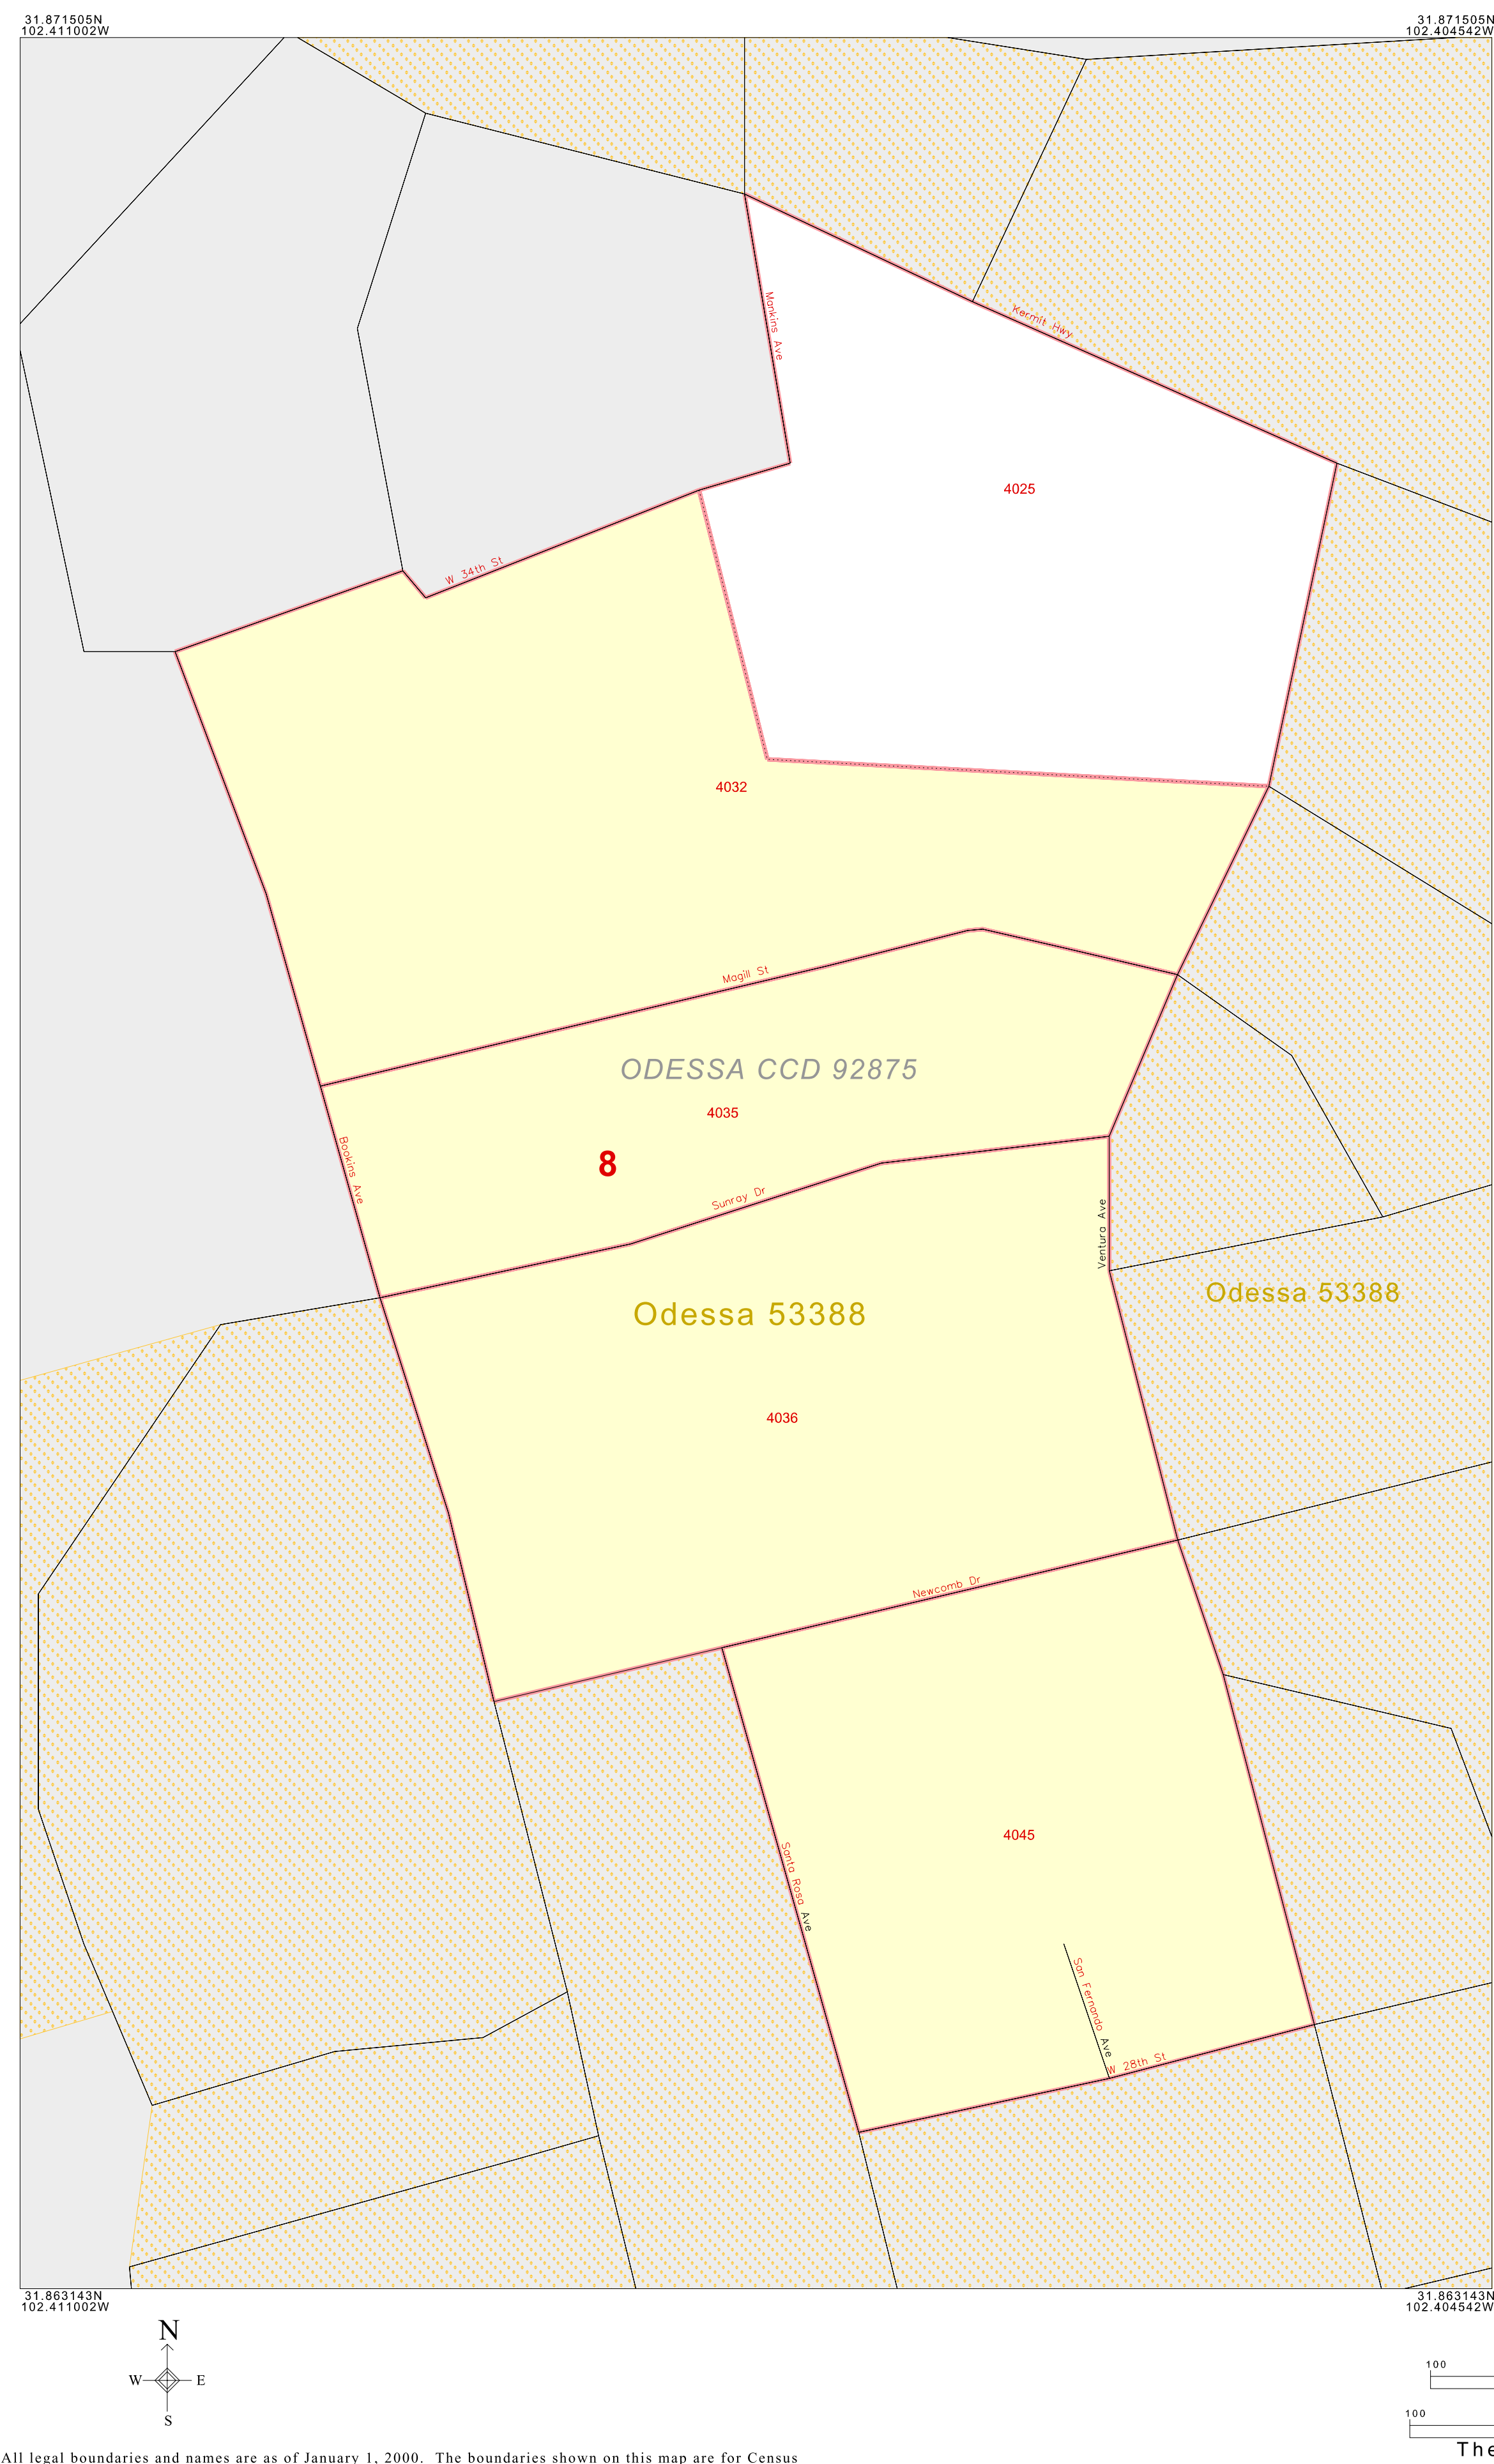 31.871505N
102.411002W
31.871505N
102.404542W
Mankins Ave
Kermit Hwy
4025
W 34th St
4032
Magill St
ODESSA CCD 92875
4035
Bookins Ave
8
Sunray Dr
Ventura Ave
Odessa 53388
Odessa 53388
4036
Newcomb Dr
4045
Santa Rosa Ave
San Fernando Ave
W 28th St
31.863143N
102.411002W
31.863143N
102.404542W
N
W E
S
100
100
The
All legal boundaries and names are as of January 1, 2000. The boundaries shown on this map are for Census